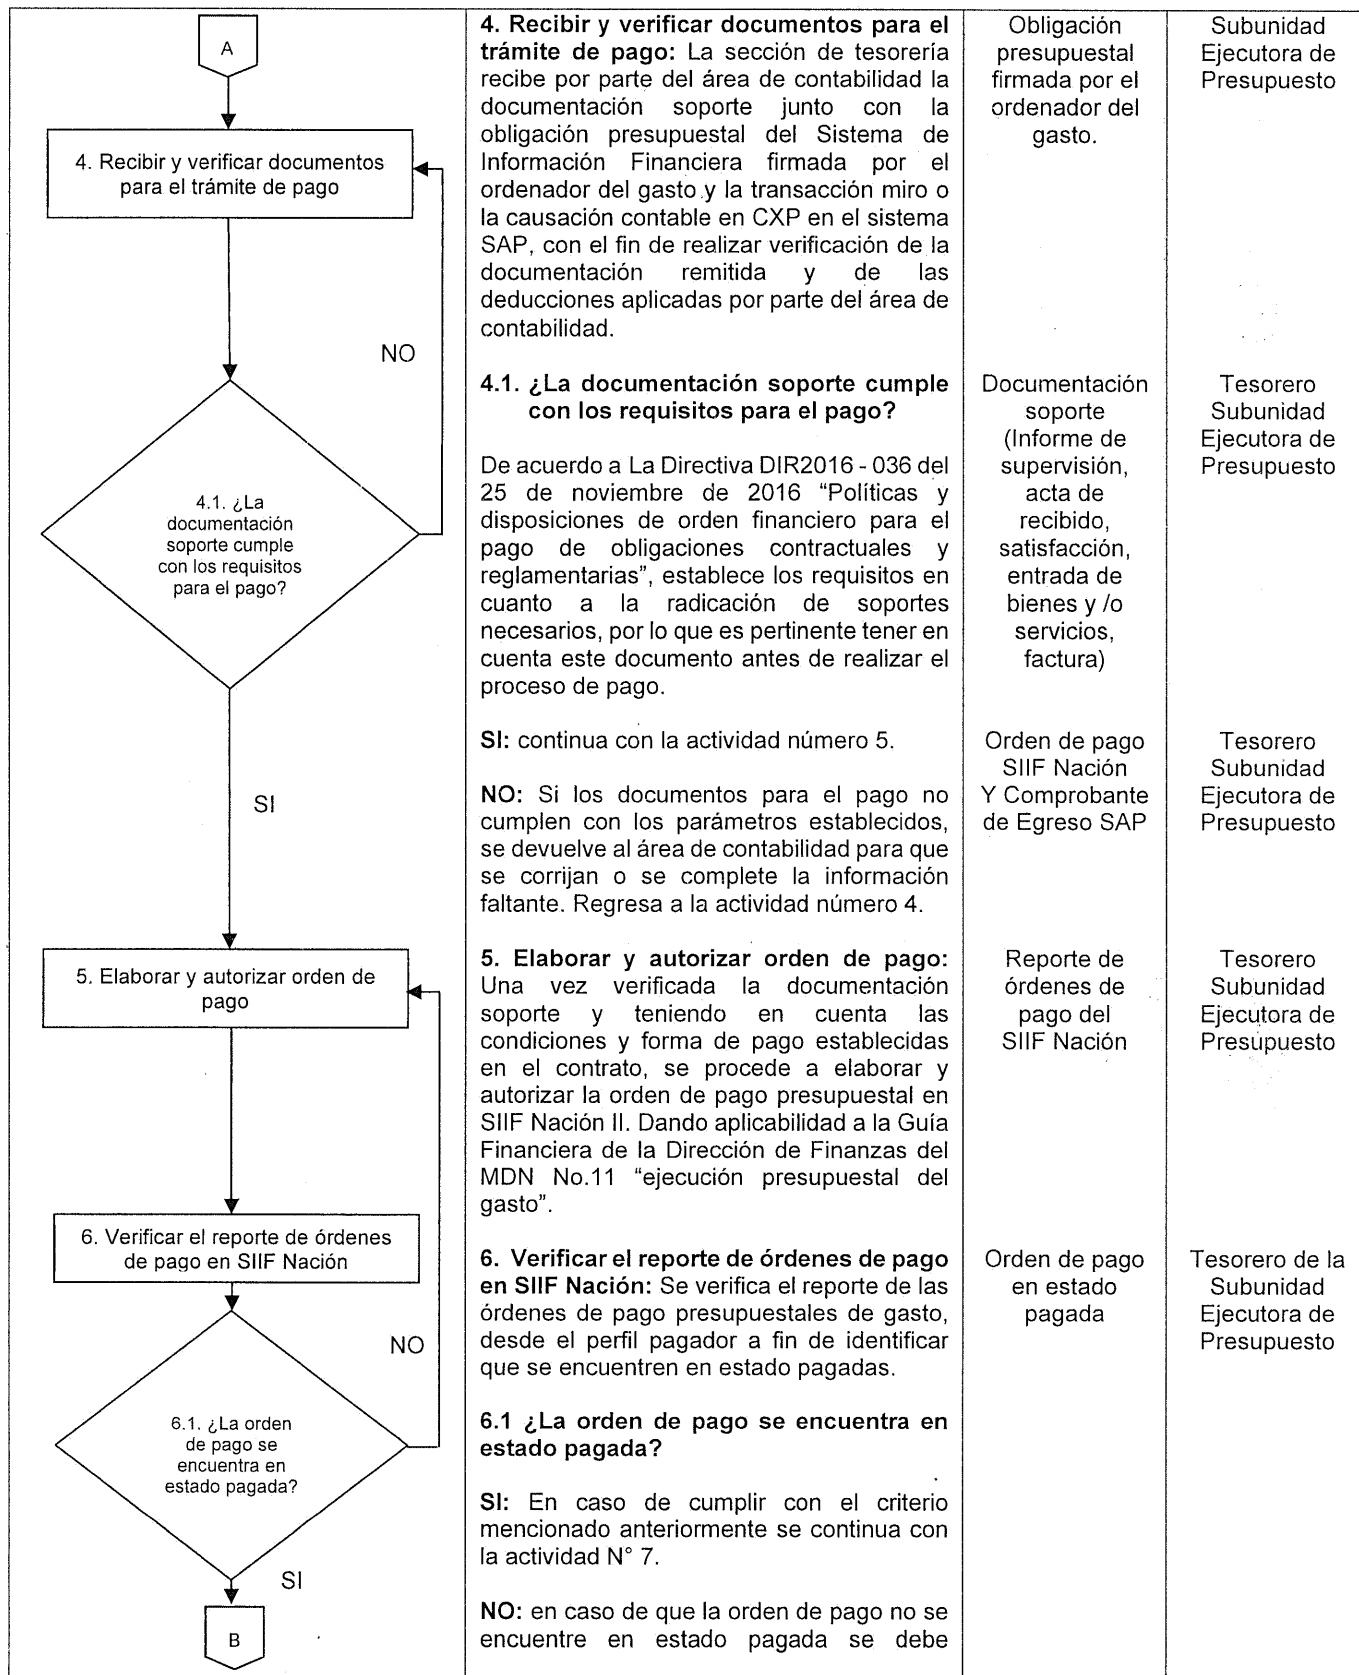 A
4. Recibir y verificar documentos
para el trámite de pago
NO
4.1. ¿La
documentación
soporte cumple
con los requisitos
para el pago?
SI
5. Elaborar y autorizar orden de
pago
6. Verificar el reporte de órdenes
de pago en SIIF Nación
NO
6.1. ¿La orden
de pago se
encuentra en
estado pagada?
SI
B
4. Recibir y verificar documentos para el
trámite de pago: La sección de tesorería
recibe por parte del área de contabilidad la
documentación soporte junto con la
obligación presupuestal del Sistema de
Información Financiera firmada por el
ordenador del gasto y la transacción miro o
la causación contable en CXP en el sistema
SAP, con el fin de realizar verificación de la
documentación remitida y de las
deducciones aplicadas por parte del área de
contabilidad.
4.1. ¿La documentación soporte cumple
con los requisitos para el pago?
De acuerdo a La Directiva DIR2016 - 036 del
25 de noviembre de 2016 “Políticas y
disposiciones de orden financiero para el
pago de obligaciones contractuales y
reglamentarias”, establece los requisitos en
cuanto a la radicación de soportes
necesarios, por lo que es pertinente tener en
cuenta este documento antes de realizar el
proceso de pago.
SI: continua con la actividad número 5.
NO: Si los documentos para el pago no
cumplen con los parámetros establecidos,
se devuelve al área de contabilidad para que
se corrijan o se complete la información
faltante. Regresa a la actividad número 4.
5. Elaborar y autorizar orden de pago:
Una vez verificada la documentación
soporte y teniendo en cuenta las
condiciones y forma de pago establecidas
en el contrato, se procede a elaborar y
autorizar la orden de pago presupuestal en
SIIF Nación II. Dando aplicabilidad a la Guía
Financiera de la Dirección de Finanzas del
MDN No.11 “ejecución presupuestal del
gasto”.
6. Verificar el reporte de órdenes de pago
en SIIF Nación: Se verifica el reporte de las
órdenes de pago presupuestales de gasto,
desde el perfil pagador a fin de identificar
que se encuentren en estado pagadas.
6.1 ¿La orden de pago se encuentra en
estado pagada?
SI: En caso de cumplir con el criterio
mencionado anteriormente se continua con
la actividad N° 7.
NO: en caso de que la orden de pago no se
encuentre en estado pagada se debe
Obligación
presupuestal
firmada por el
ordenador del
gasto.
Documentación
soporte
(Informe de
supervisión,
acta de
recibido,
satisfacción,
entrada de
bienes y /o
servicios,
factura)
Orden de pago
SIIF Nación
Y Comprobante
de Egreso SAP
Reporte de
órdenes de
pago del
SIIF Nación
Orden de pago
en estado
pagada
Subunidad
Ejecutora de
Presupuesto
Tesorero
Subunidad
Ejecutora de
Presupuesto
Tesorero
Subunidad
Ejecutora de
Presupuesto
Tesorero
Subunidad
Ejecutora de
Presupuesto
Tesorero de la
Subunidad
Ejecutora de
Presupuesto